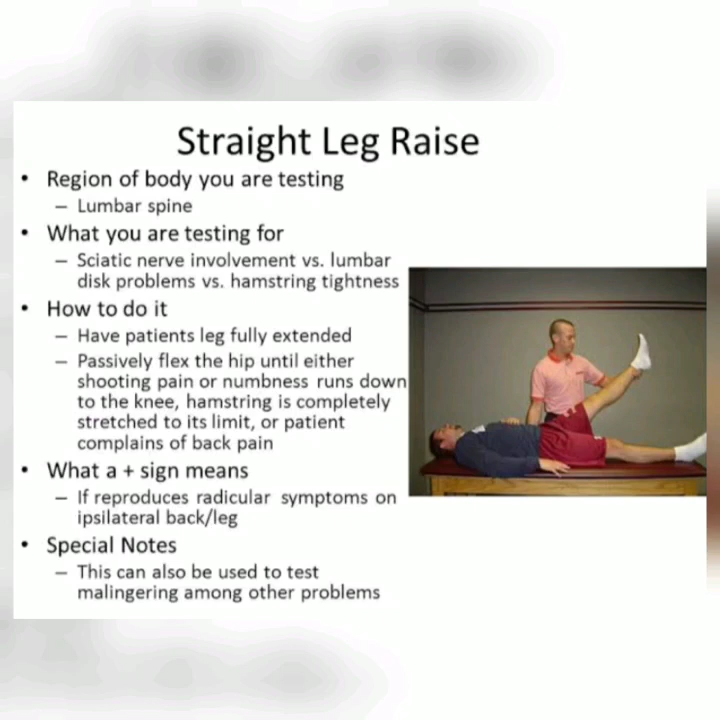 Straight Leg Raise
• Region of body you are testing
– Lumbar spine
• What you are testing for
– Sciatic nerve involvement vs. lumbar
disk problems vs. hamstring tightness
• How to do it
– Have patients leg fully extended
– Passively flex the hip until either
shooting pain or numbness runs down
to the knee, hamstring is completely
stretched to its limit, or patient
complains of back pain
• What a + sign means
– If reproduces radicular symptoms on
ipsilateral back/leg
• Special Notes
– This can also be used to test
malingering among other problems